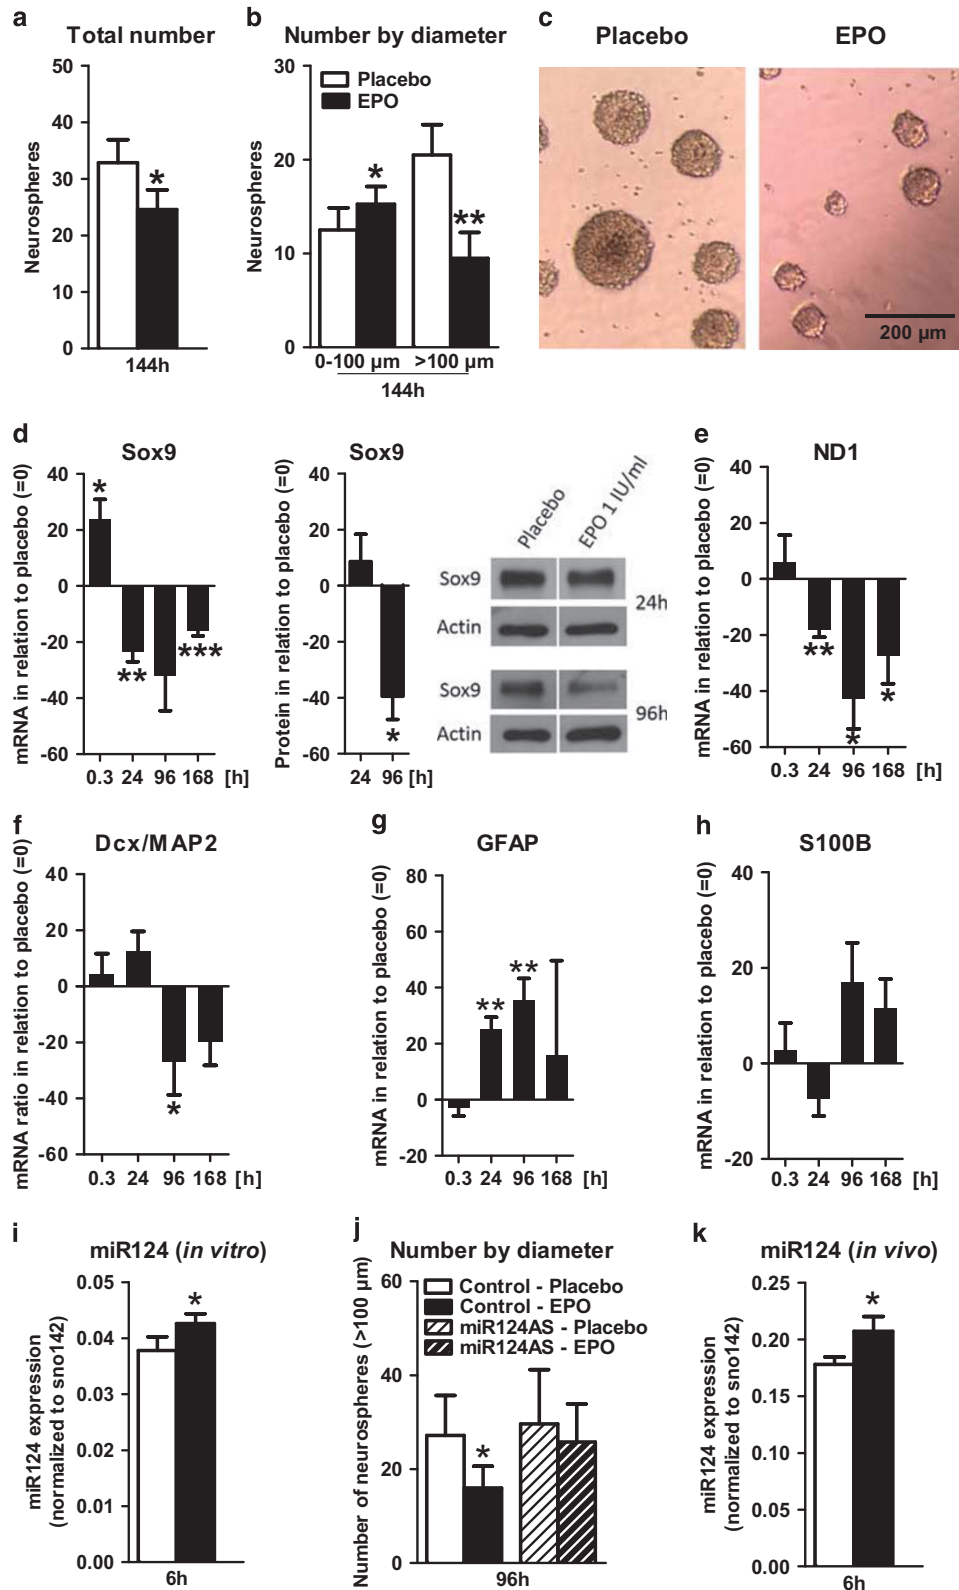 a
Total number
Neurospheres
50
40
30
20
10
0
*
144h
b
Number by diameter
Neurospheres
30
20
10
0
Placebo
EPO
*
**
0-100 µm >100 µm
144h
c
Placebo EPO
200 µm
d
Sox9
mRNA in relation to placebo (=0)
40
20
0
-20
-40
-60
*
**
***
0.3 24 96 168 [h]
Sox9
Protein in relation to placebo (=0)
40
20
0
-20
-40
-60
*
24 96 [h]
Placebo
EPO 1 IU/ml
Sox9
Actin
24h
Sox9
Actin
96h
e
ND1
mRNA in relation to placebo (=0)
40
20
0
-20
-40
-60
**
*
*
0.3 24 96 168 [h]
f
Dcx/MAP2
mRNA ratio in relation to placebo (=0)
40
20
0
-20
-40
-60
*
0.3 24 96 168 [h]
g
GFAP
mRNA in relation to placebo (=0)
80
60
40
20
0
-20
**
**
0.3 24 96 168 [h]
h
S100B
mRNA in relation to placebo (=0)
40
20
0
-20
0.3 24 96 168 [h]
i
miR124 (in vitro)
miR124 expression
(normalized to sno142)
0.05
0.04
0.03
0.02
0.01
0.00
*
6h
j
Number by diameter
Number of neurospheres (>100 µm)
60
40
20
0
Control - Placebo
Control - EPO
miR124AS - Placebo
miR124AS - EPO
*
96h
k
miR124 (in vivo)
miR124 expression
(normalized to sno142)
0.25
0.20
0.15
0.10
0.05
0.00
*
6h